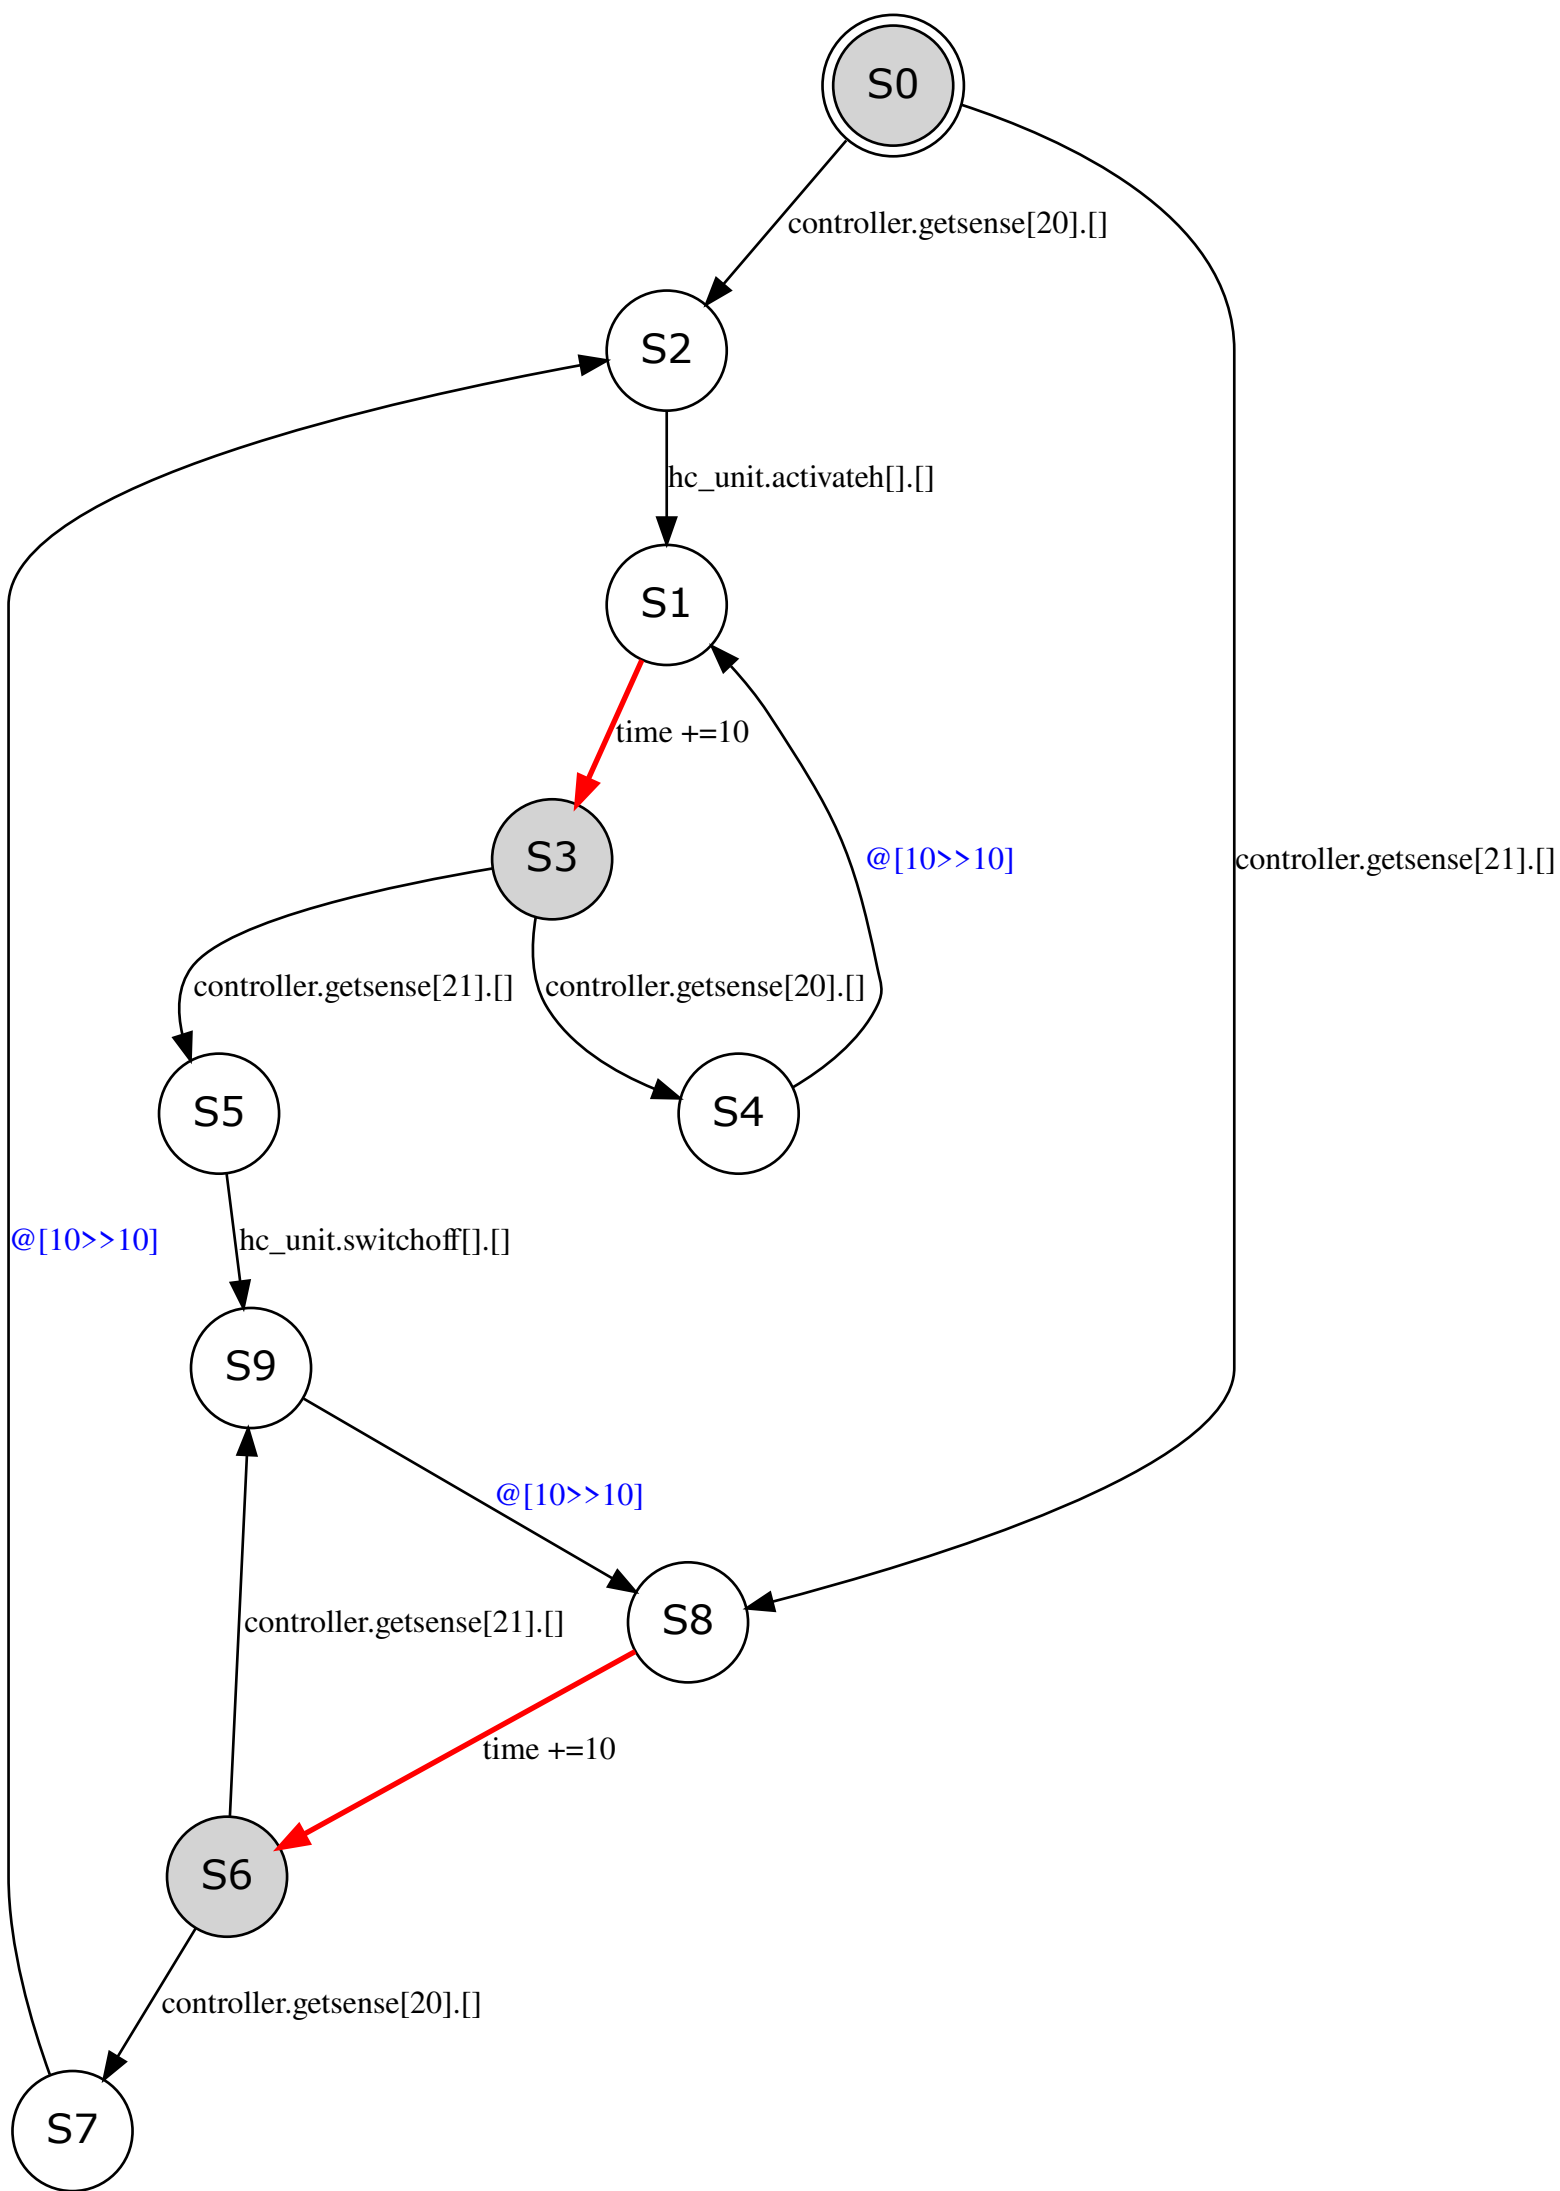 S0
controller.getsense[20].[]
S2
hc_unit.activateh[].[]
S1
time +=10
S3
@[10>>10]
controller.getsense[21].[]
controller.getsense[21].[]
controller.getsense[20].[]
S5
S4
@[10>>10]
hc_unit.switchoff[].[]
S9
@[10>>10]
S8
controller.getsense[21].[]
time +=10
S6
controller.getsense[20].[]
S7